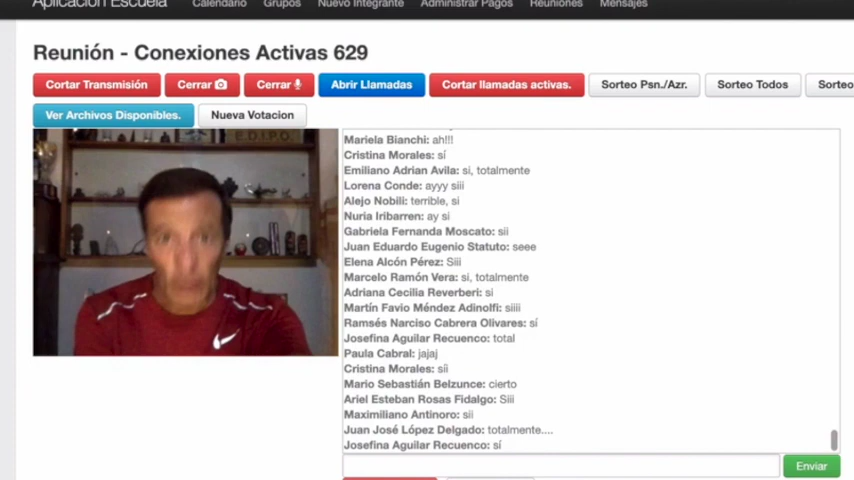 Aplicación Escuela Calendario Grupos Nuevo Integrante Administrar Pagos Reuniones Mensajes
Reunión - Conexiones Activas 629
Cortar Transmisión Cerrar Cerrar Abrir Llamadas Cortar llamadas activas. Sorteo Psn./Azr. Sorteo Todos Sorteo
Ver Archivos Disponibles. Nueva Votacion
Mariela Bianchi: ah!!!
Cristina Morales: sí
Emiliano Adrian Avila: si, totalmente
Lorena Conde: ayyy siii
Alejo Nobili: terrible, si
Nuria Iribarren: ay si
Gabriela Fernanda Moscato: sii
Juan Eduardo Eugenio Statuto: seee
Elena Alcón Pérez: Siii
Marcelo Ramón Vera: si, totalmente
Adriana Cecilia Reverberi: si
Martín Favio Méndez Adinolfi: siiii
Ramsés Narciso Cabrera Olivares: sí
Josefina Aguilar Recuenco: total
Paula Cabral: jajaj
Cristina Morales: síi
Mario Sebastián Belzunce: cierto
Ariel Esteban Rosas Fidalgo: Siii
Maximiliano Antinoro: sii
Juan José López Delgado: totalmente....
Josefina Aguilar Recuenco: sí
Enviar